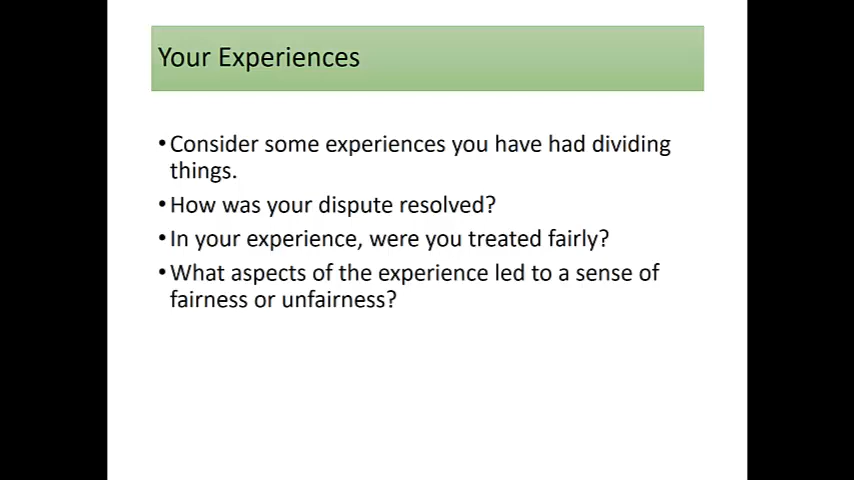 Your Experiences
•Consider some experiences you have had dividing
things.
•How was your dispute resolved?
•In your experience, were you treated fairly?
•What aspects of the experience led to a sense of
fairness or unfairness?